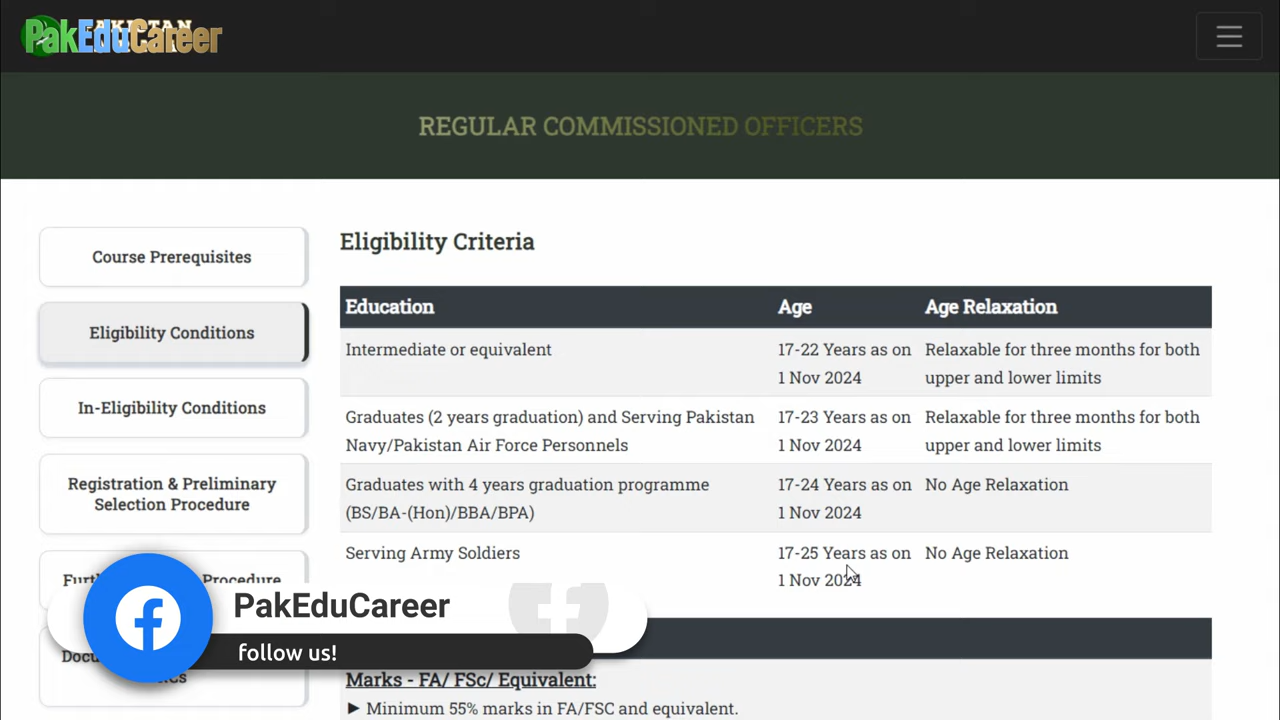 PakEduCareer
REGULAR COMMISSIONED OFFICERS
Course Prerequisites
Eligibility Conditions
In-Eligibility Conditions
Registration & Preliminary
Selection Procedure
Procedure
Eligibility Criteria
Education Age Age Relaxation
Intermediate or equivalent 17-22 Years as on Relaxable for three months for both
1 Nov 2024 upper and lower limits
Graduates (2 years graduation) and Serving Pakistan 17-23 Years as on Relaxable for three months for both
Navy/Pakistan Air Force Personnels 1 Nov 2024 upper and lower limits
Graduates with 4 years graduation programme 17-24 Years as on No Age Relaxation
(BS/BA-(Hon)/BBA/BPA) 1 Nov 2024
Serving Army Soldiers 17-25 Years as on No Age Relaxation
1 Nov 2024
PakEduCareer
follow us!
Marks - FA/ FSc/ Equivalent:
► Minimum 55% marks in FA/FSC and equivalent.